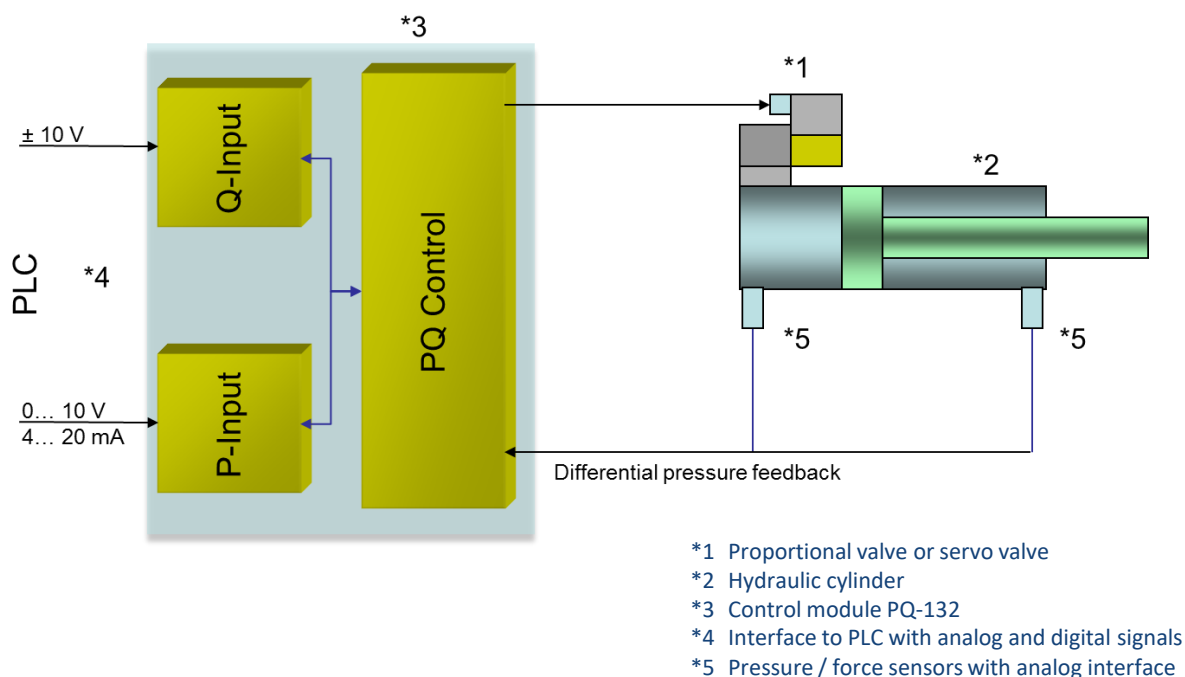 *3
*1
± 10 V
Q-Input
*2
PLC
*4
PQ Control
*5
*5
P-Input
0... 10 V
4... 20 mA
Differential pressure feedback
*1 Proportional valve or servo valve
*2 Hydraulic cylinder
*3 Control module PQ-132
*4 Interface to PLC with analog and digital signals
*5 Pressure / force sensors with analog interface